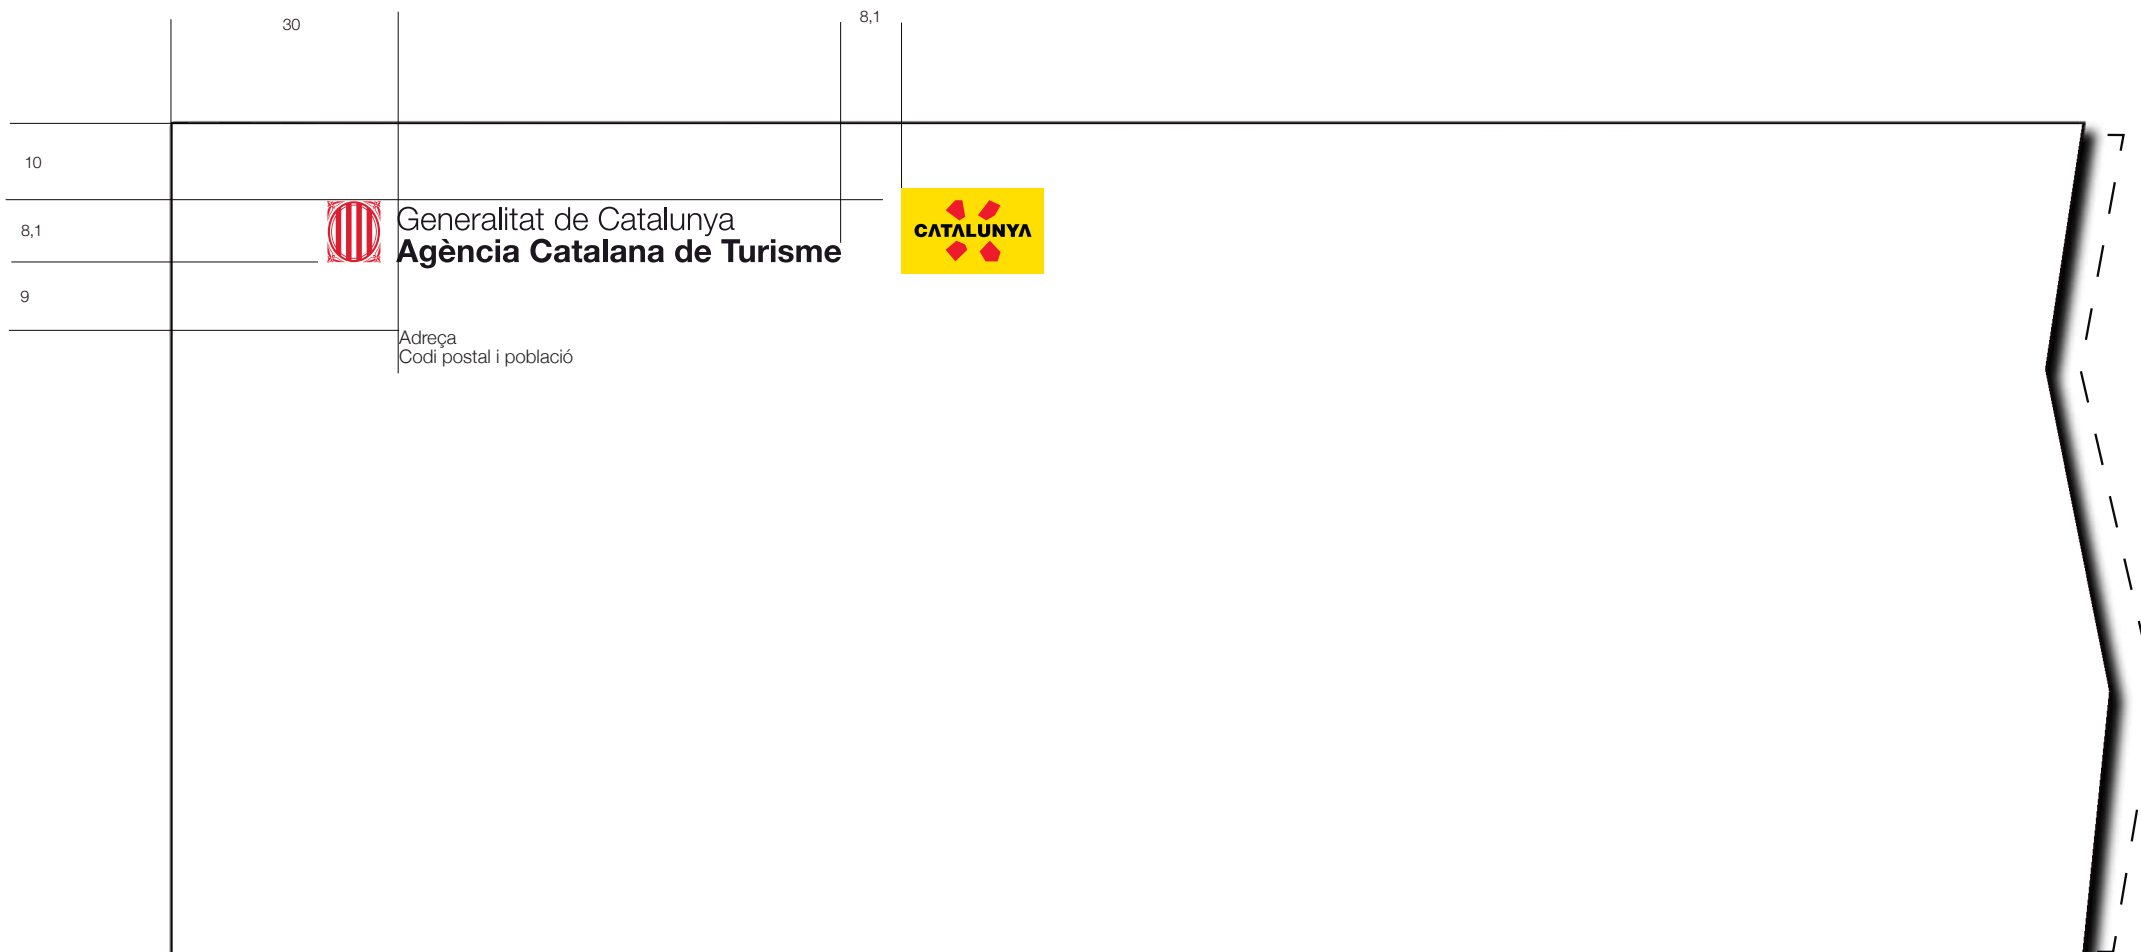 30
8,1
10
8,1
9
Generalitat de Catalunya
Agència Catalana de Turisme
CATALUNYA
Adreça
Codi postal i població